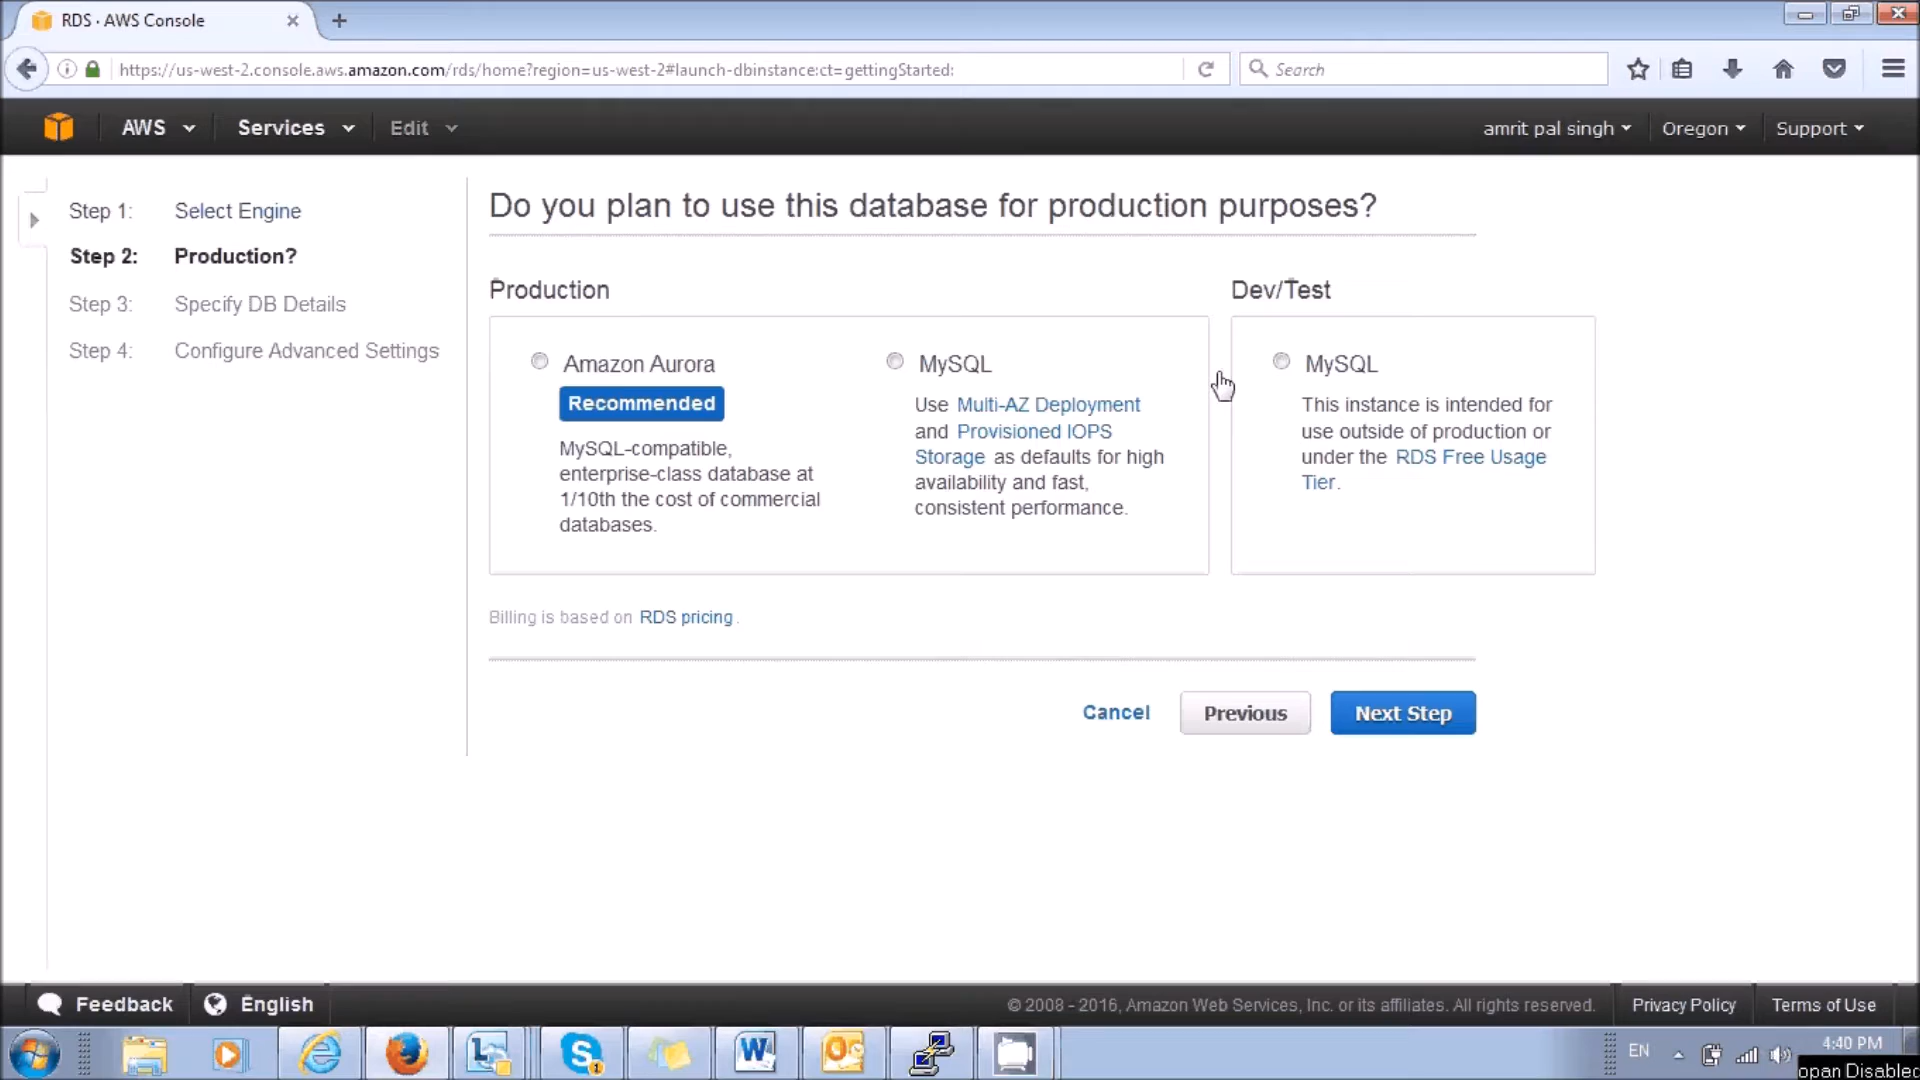 RDS · AWS Console
https://us-west-2.console.aws.amazon.com/rds/home?region=us-west-2#launch-dbinstance:ct=gettingStarted:
Search
AWS
Services
Edit
amrit pal singh
Oregon
Support
Step 1: Select Engine
Step 2: Production?
Step 3: Specify DB Details
Step 4: Configure Advanced Settings
Do you plan to use this database for production purposes?
Production
Amazon Aurora
Recommended
MySQL-compatible,
enterprise-class database at
1/10th the cost of commercial
databases.
MySQL
Use Multi-AZ Deployment
and Provisioned IOPS
Storage as defaults for high
availability and fast,
consistent performance.
Dev/Test
MySQL
This instance is intended for
use outside of production or
under the RDS Free Usage
Tier.
Billing is based on RDS pricing.
Cancel
Previous
Next Step
Feedback
English
© 2008 - 2016, Amazon Web Services, Inc. or its affiliates. All rights reserved.
Privacy Policy
Terms of Use
EN
4:40 PM
opan Disabled